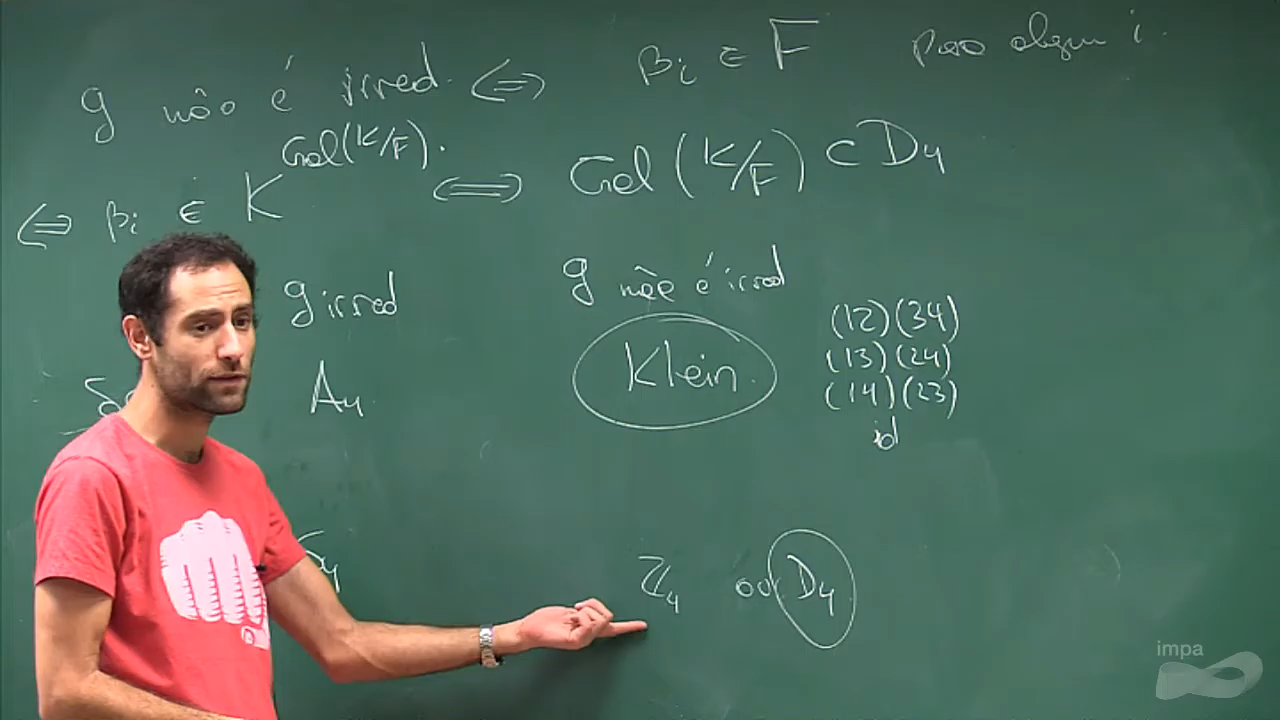 g não é irred. ⟺ βi ∈ F para algum i.
⟺ βi ∈ K^Gal(K/F). ⟺ Gal(K/F) ⊂ D4
g irred g não é irred
A4 Klein (12)(34)
(13)(24)
(14)(23)
id
Z4 ou D4
impa